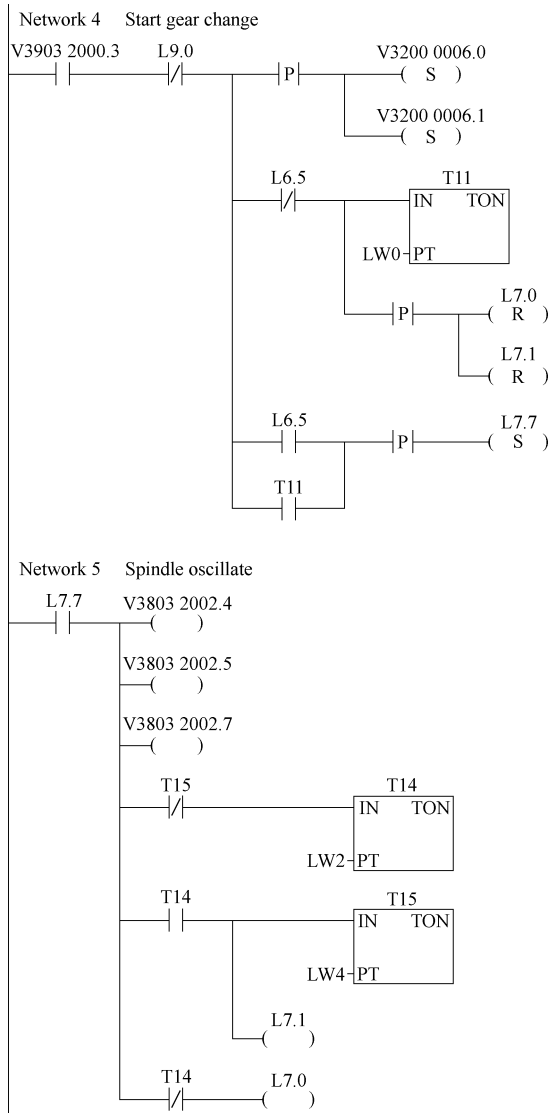 Network 4 Start gear change
V3903 2000.3 L9.0 V3200 0006.0
P ( S )
V3200 0006.1
( S )
L6.5 T11
IN TON
LW0 PT
L7.0
P ( R )
L7.1
( R )
L6.5 L7.7
P ( S )
T11
Network 5 Spindle oscillate
L7.7 V3803 2002.4
( )
V3803 2002.5
( )
V3803 2002.7
( )
T15 T14
IN TON
LW2 PT
T14 T15
IN TON
LW4 PT
L7.1
( )
T14 L7.0
( )